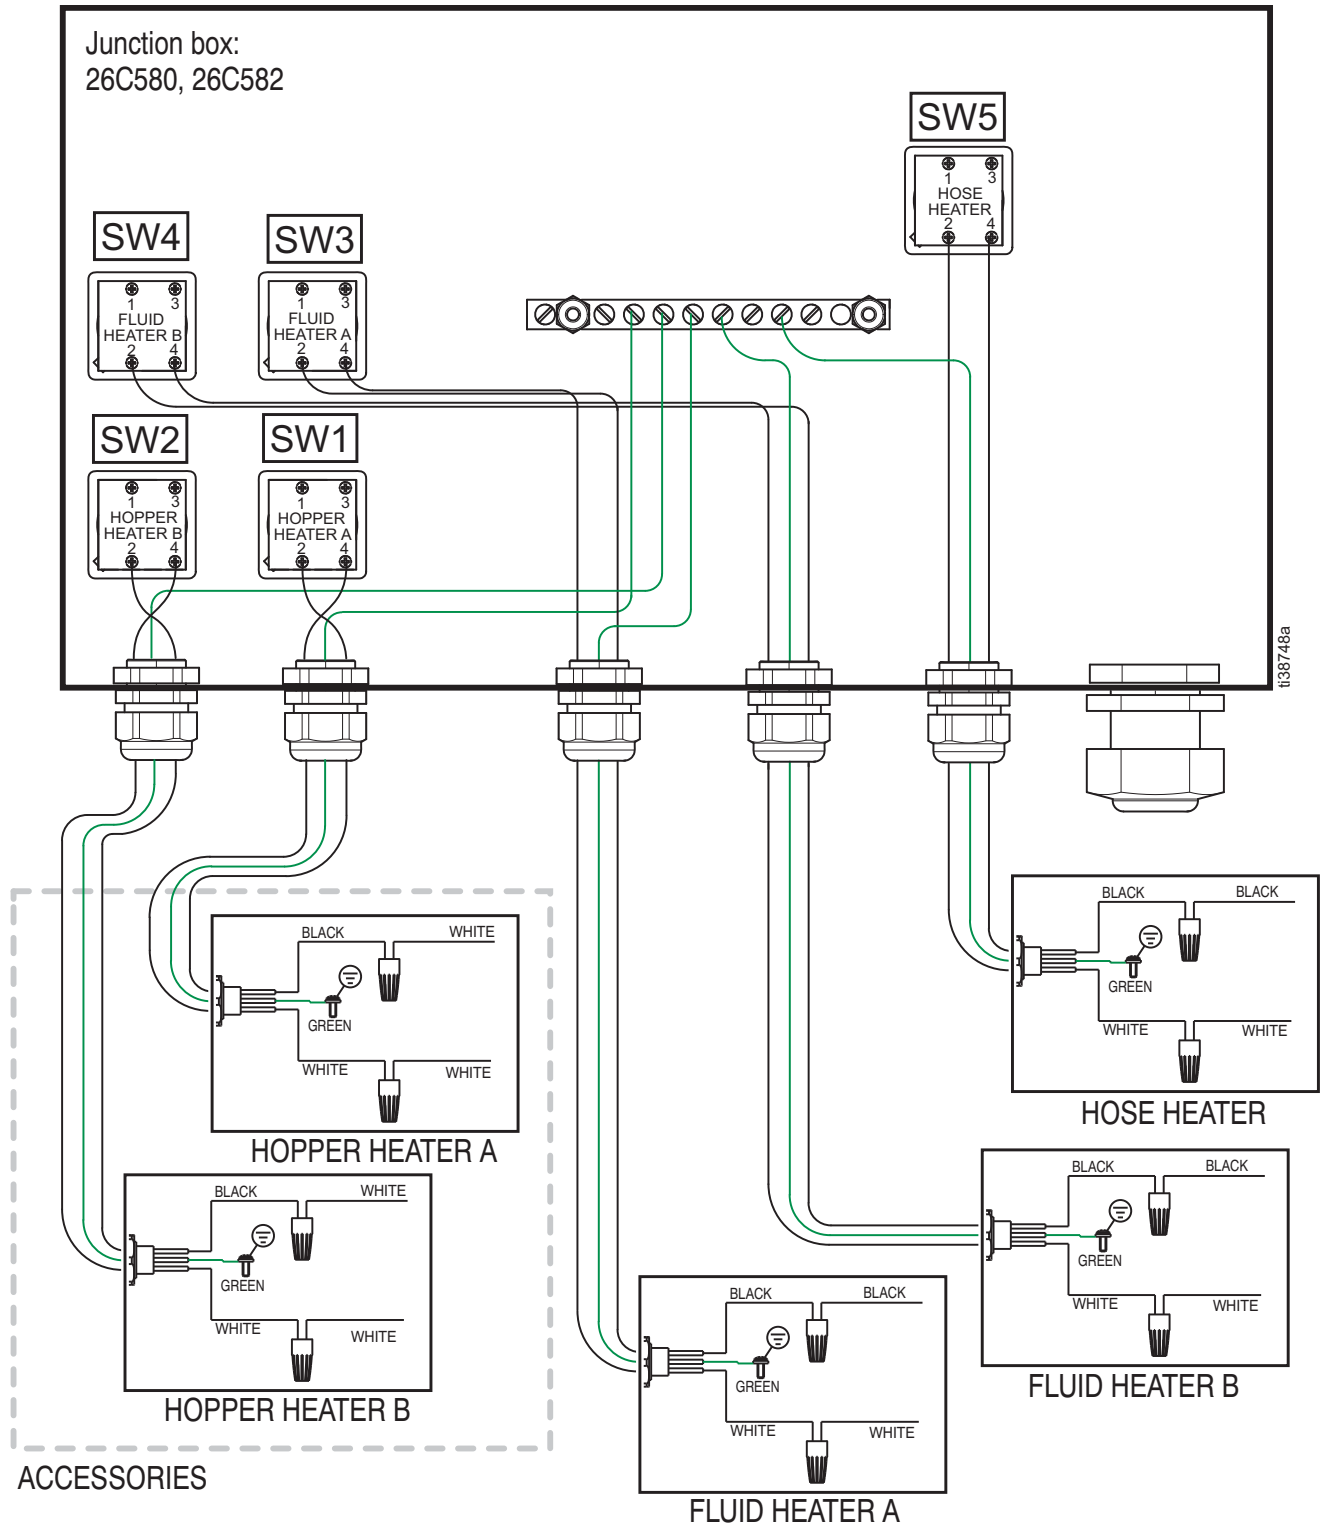 Junction box:
26C580, 26C582
SW5
1 3
HOSE
HEATER
2 4
SW4
1 3
FLUID
HEATER B
2 4
SW3
1 3
FLUID
HEATER A
2 4
SW2
1 3
HOPPER
HEATER B
2 4
SW1
1 3
HOPPER
HEATER A
2 4
ti38748a
BLACK WHITE
GREEN
WHITE WHITE
HOPPER HEATER A
BLACK WHITE
GREEN
WHITE WHITE
HOPPER HEATER B
ACCESSORIES
BLACK BLACK
GREEN
WHITE WHITE
HOSE HEATER
BLACK BLACK
GREEN
WHITE WHITE
FLUID HEATER B
BLACK BLACK
GREEN
WHITE WHITE
FLUID HEATER A